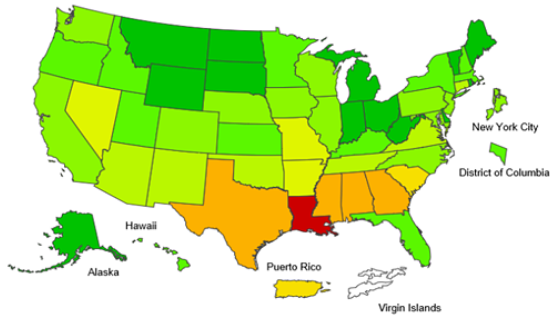 New York City
District of Columbia
Hawaii
Alaska
Puerto Rico
Virgin Islands